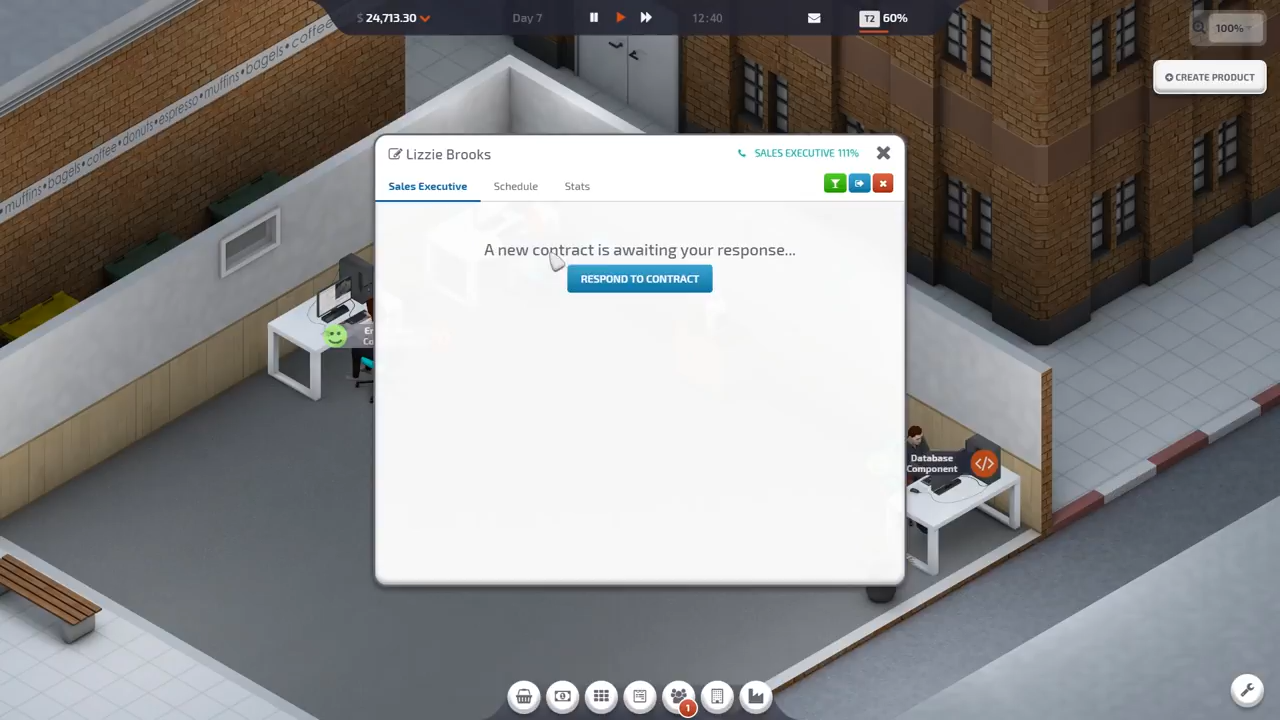 $ 24,713.30
Day 7
12:40
T2 60%
100%
CREATE PRODUCT
muffins•bagels•coffee•donuts•espresso•muffins•bagels•coffee•
Lizzie Brooks
SALES EXECUTIVE 111%
Sales Executive
Schedule
Stats
A new contract is awaiting your response...
RESPOND TO CONTRACT
Database
Component
1